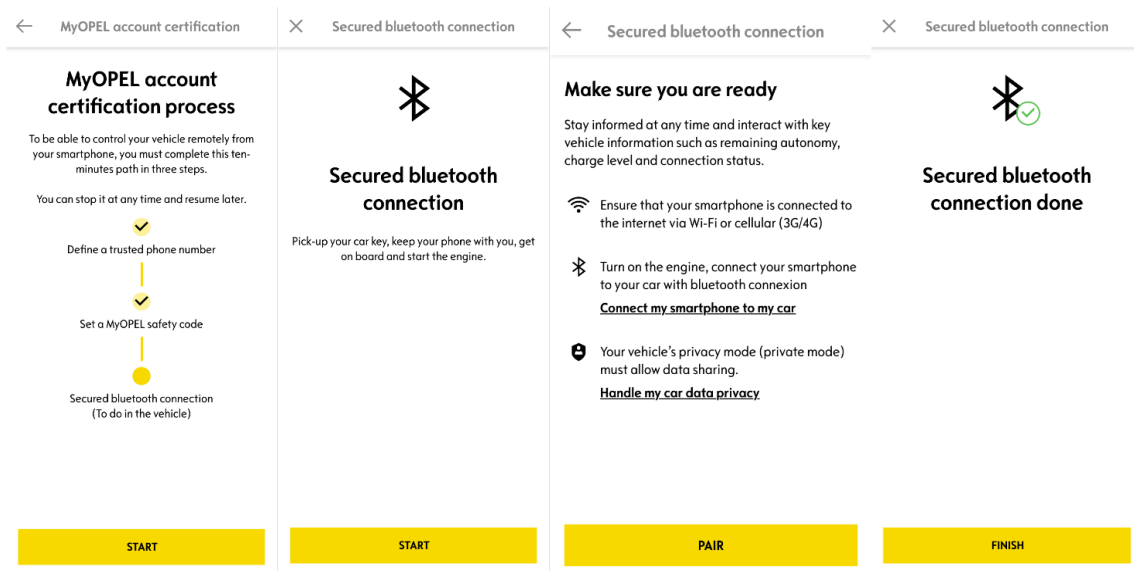 MyOPEL account certification
MyOPEL account
certification process
To be able to control your vehicle remotely from
your smartphone, you must complete this ten-
minutes path in three steps.
You can stop it at any time and resume later.
Define a trusted phone number
Set a MyOPEL safety code
Secured bluetooth connection
(To do in the vehicle)
START
Secured bluetooth connection
Secured bluetooth
connection
Pick-up your car key, keep your phone with you, get
on board and start the engine.
START
Secured bluetooth connection
Make sure you are ready
Stay informed at any time and interact with key
vehicle information such as remaining autonomy,
charge level and connection status.
Ensure that your smartphone is connected to
the internet via Wi-Fi or cellular (3G/4G)
Turn on the engine, connect your smartphone
to your car with bluetooth connexion
Connect my smartphone to my car
Your vehicle's privacy mode (private mode)
must allow data sharing.
Handle my car data privacy
PAIR
Secured bluetooth connection
Secured bluetooth
connection done
FINISH